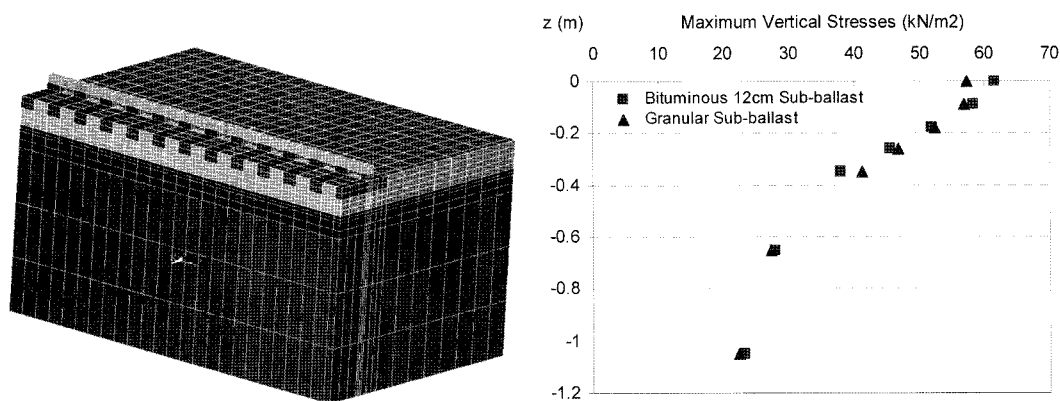 z (m) Maximum Vertical Stresses (kN/m2)
0 10 20 30 40 50 60 70
0
Bituminous 12cm Sub-ballast
Granular Sub-ballast
-0.2
-0.4
-0.6
-0.8
-1
-1.2